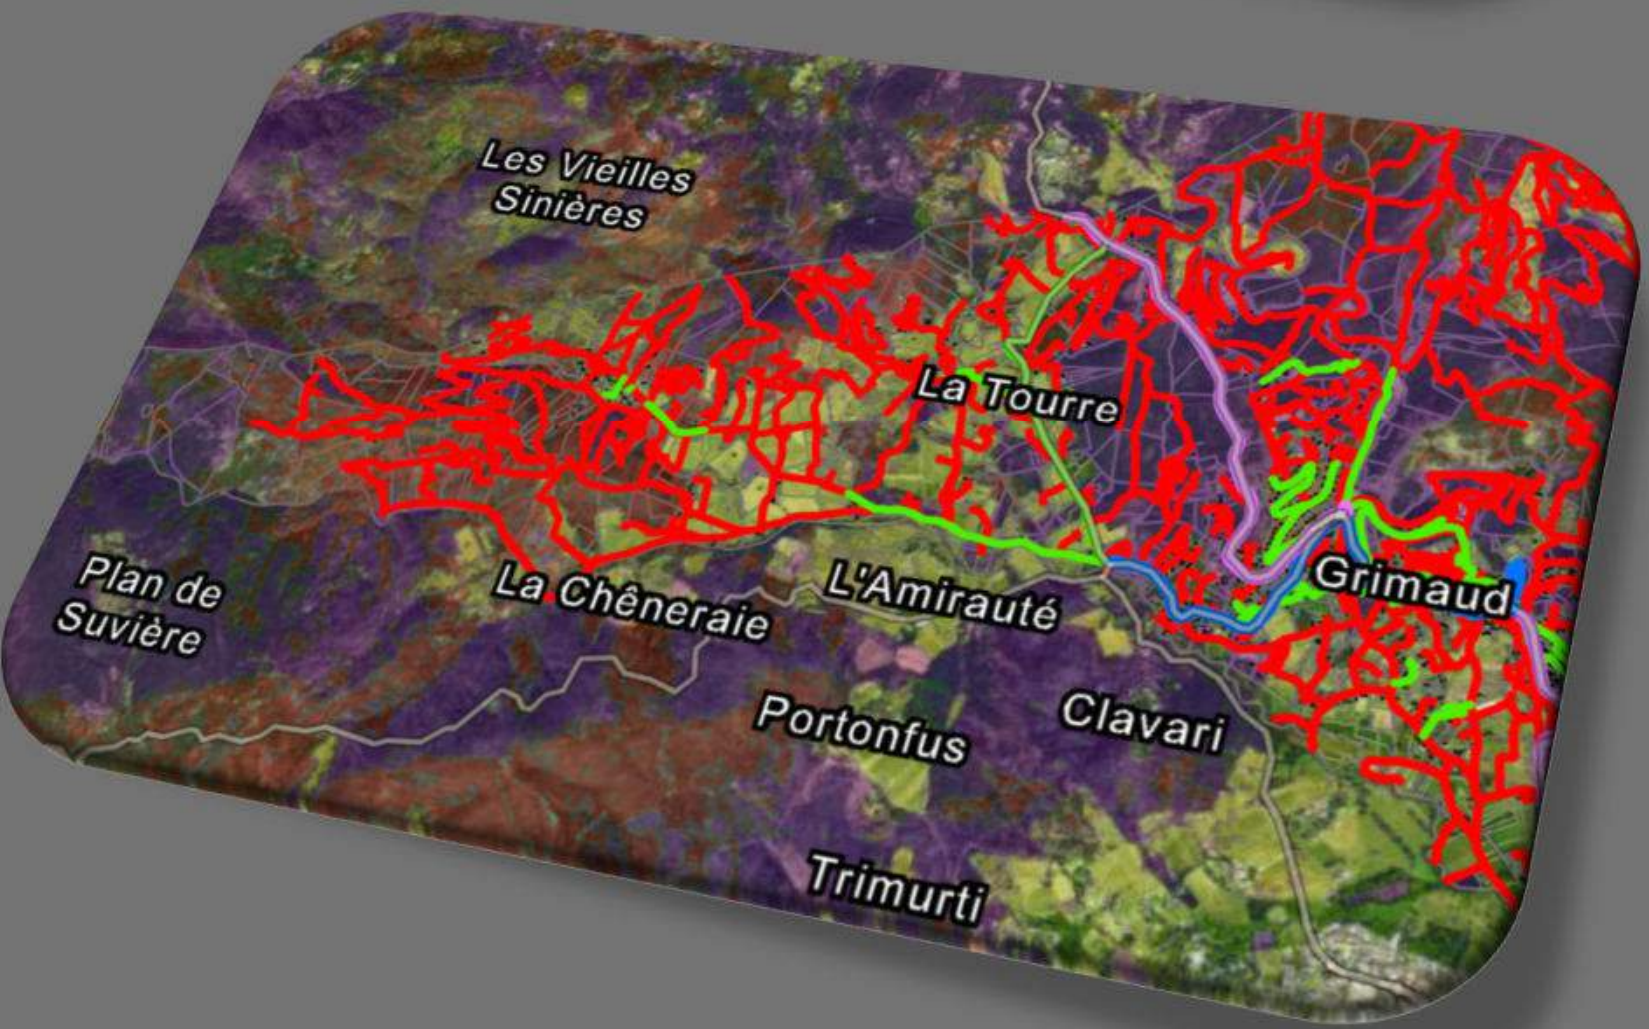 Les Vieilles
Sinières
La Tourre
Plan de
Suvière
La Chêneraie
L'Amirauté
Grimaud
Portonfus
Clavari
Trimurti